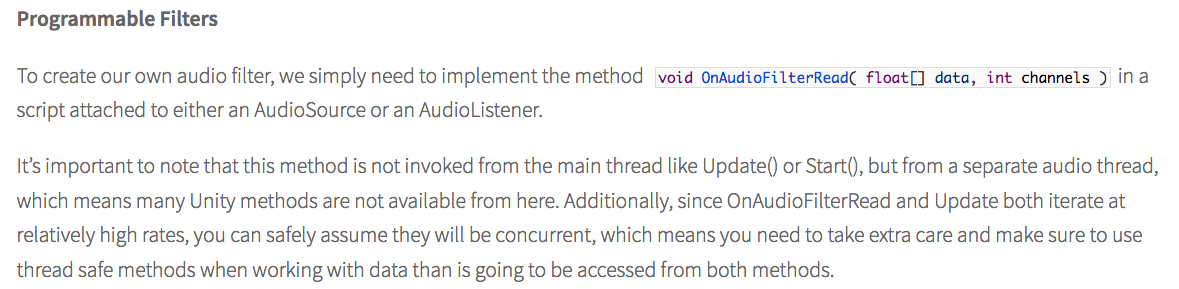 Programmable Filters
To create our own audio filter, we simply need to implement the method void OnAudioFilterRead( float[] data, int channels ) in a
script attached to either an AudioSource or an AudioListener.
It’s important to note that this method is not invoked from the main thread like Update() or Start(), but from a separate audio thread,
which means many Unity methods are not available from here. Additionally, since OnAudioFilterRead and Update both iterate at
relatively high rates, you can safely assume they will be concurrent, which means you need to take extra care and make sure to use
thread safe methods when working with data than is going to be accessed from both methods.